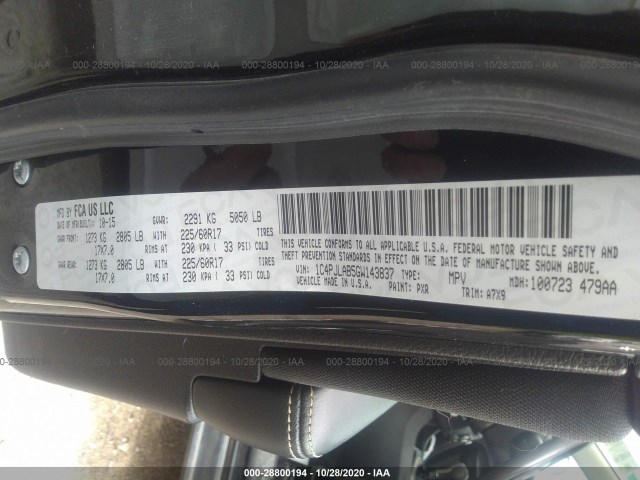 000-28800194 - 10/28/2020 - IAA
MFD BY FCA US LLC
DATE OF MFR(BUILT): 10-15 GVWR: 2291 KG 5050 LB
GAWR FRONT: 1273 KG 2805 LB WITH 225/60R17 TIRES
17X7.0 RIMS AT 230 KPA ( 33 PSI) COLD
GAWR REAR: 1273 KG 2805 LB WITH 225/60R17 TIRES
17X7.0 RIMS AT 230 KPA ( 33 PSI) COLD
THIS VEHICLE CONFORMS TO ALL APPLICABLE U.S.A. FEDERAL MOTOR VEHICLE SAFETY, BUMPER AND
THEFT PREVENTION STANDARDS IN EFFECT ON THE DATE OF MANUFACTURE SHOWN ABOVE.
VIN: 1C4PJLAB5GW143837 TYPE: MPV MDH: 100723 479AA
MADE IN U.S.A. PAINT: PXR TRIM: A7X9
000-28800194 - 10/28/2020 - IAA